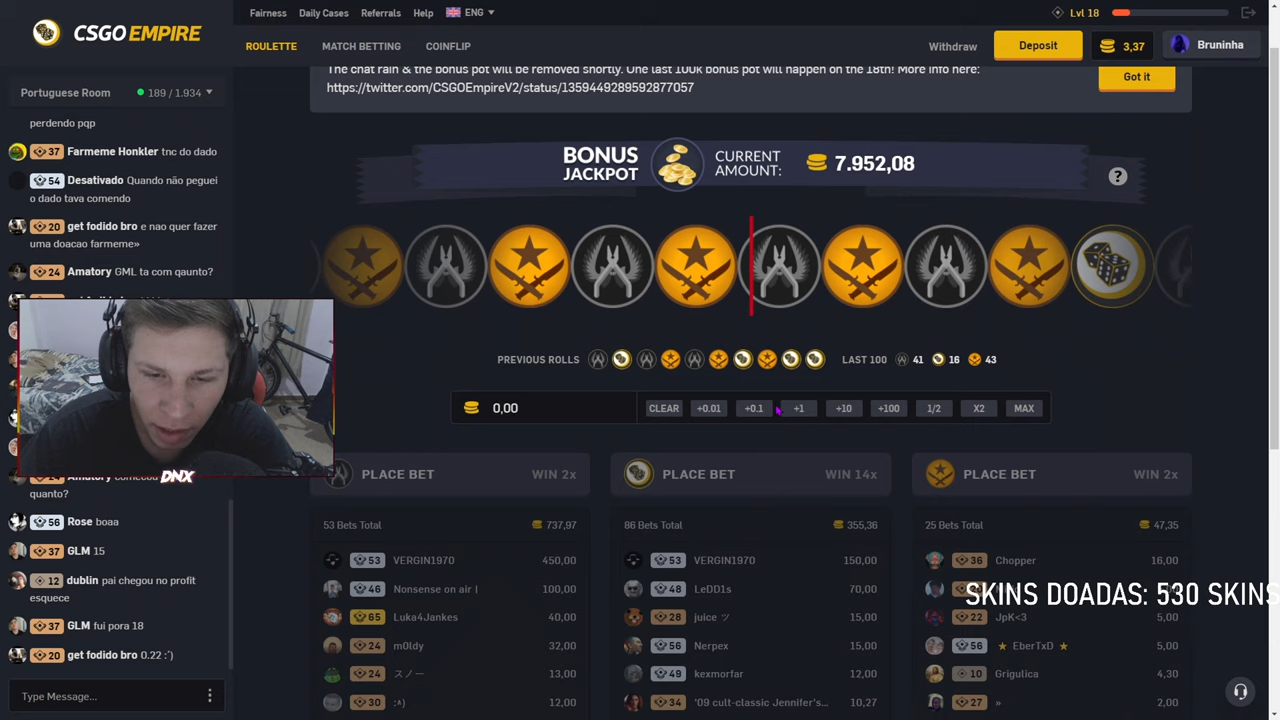 Fairness Daily Cases Referrals Help ENG Lvl 18
CSGOEMPIRE
ROULETTE MATCH BETTING COINFLIP Withdraw Deposit 3,37 Bruninha
The chat rain & the bonus pot will be removed shortly. One last 100k bonus pot will happen on the 18th! More info here:
https://twitter.com/CSGOEmpireV2/status/1359449289592877057
Got it
Portuguese Room 189 / 1.934
perdendo pqp
37 Farmeme Honkler tnc do dado
54 Desativado Quando não peguei
o dado tava comendo
20 get fodido bro e nao quer fazer
uma doacao farmeme»
24 Amatory GML ta com qaunto?
quanto?
56 Rose boaa
37 GLM 15
12 dublin pai chegou no profit
esquece
37 GLM fui pora 18
20 get fodido bro 0.22 :´)
Type Message...
DNX
BONUS
JACKPOT
CURRENT
AMOUNT:
7.952,08
?
PREVIOUS ROLLS LAST 100 41 16 43
0,00 CLEAR +0.01 +0.1 +1 +10 +100 1/2 X2 MAX
PLACE BET WIN 2x
53 Bets Total 737,97
53 VERGIN1970 450,00
46 Nonsense on air | 100,00
65 Luka4Jankes 40,00
24 m0ldy 32,00
24 スノー 13,00
30 :^) 12,00
PLACE BET WIN 14x
86 Bets Total 355,36
53 VERGIN1970 150,00
48 LeDD1s 70,00
28 juice ツ 15,00
56 Nerpex 15,00
49 kexmorfar 12,00
34 '09 cult-classic Jennifer's... 10,27
PLACE BET WIN 2x
25 Bets Total 47,35
36 Chopper 16,00
22 JpK<3 5,00
56 ★ EberTxD ★ 5,00
10 Grigulica 4,30
27 » 2,00
SKINS DOADAS: 530 SKINS